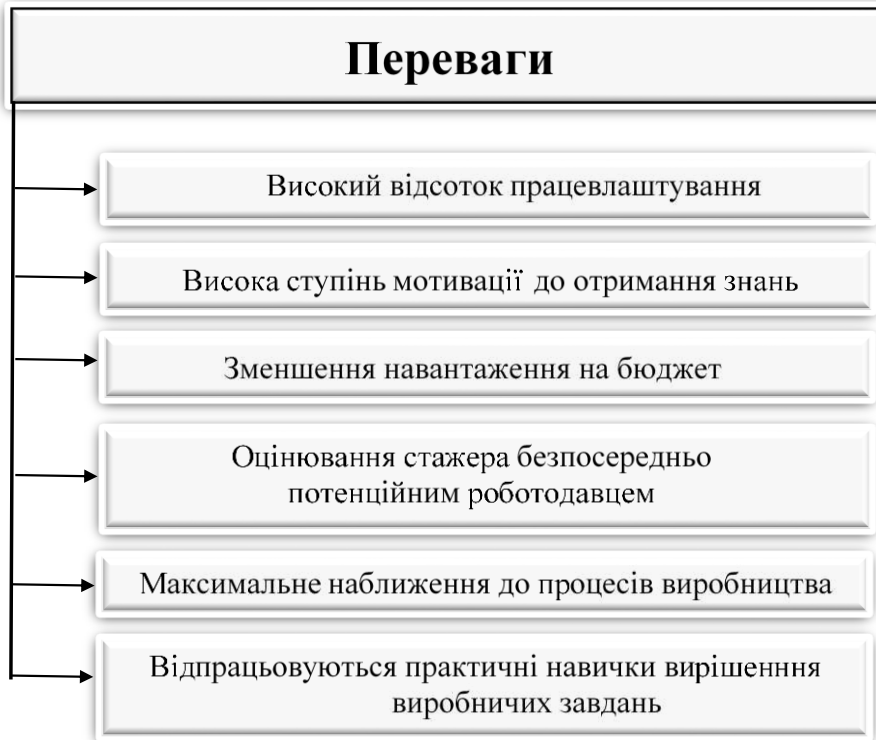 Переваги
Високий відсоток працевлаштування
Висока ступінь мотивації до отримання знань
Зменшення навантаження на бюджет
Оцінювання стажера безпосередньо
потенційним роботодавцем
Максимальне наближення до процесів виробництва
Відпрацьовуються практичні навички вирішенння
виробничих завдань